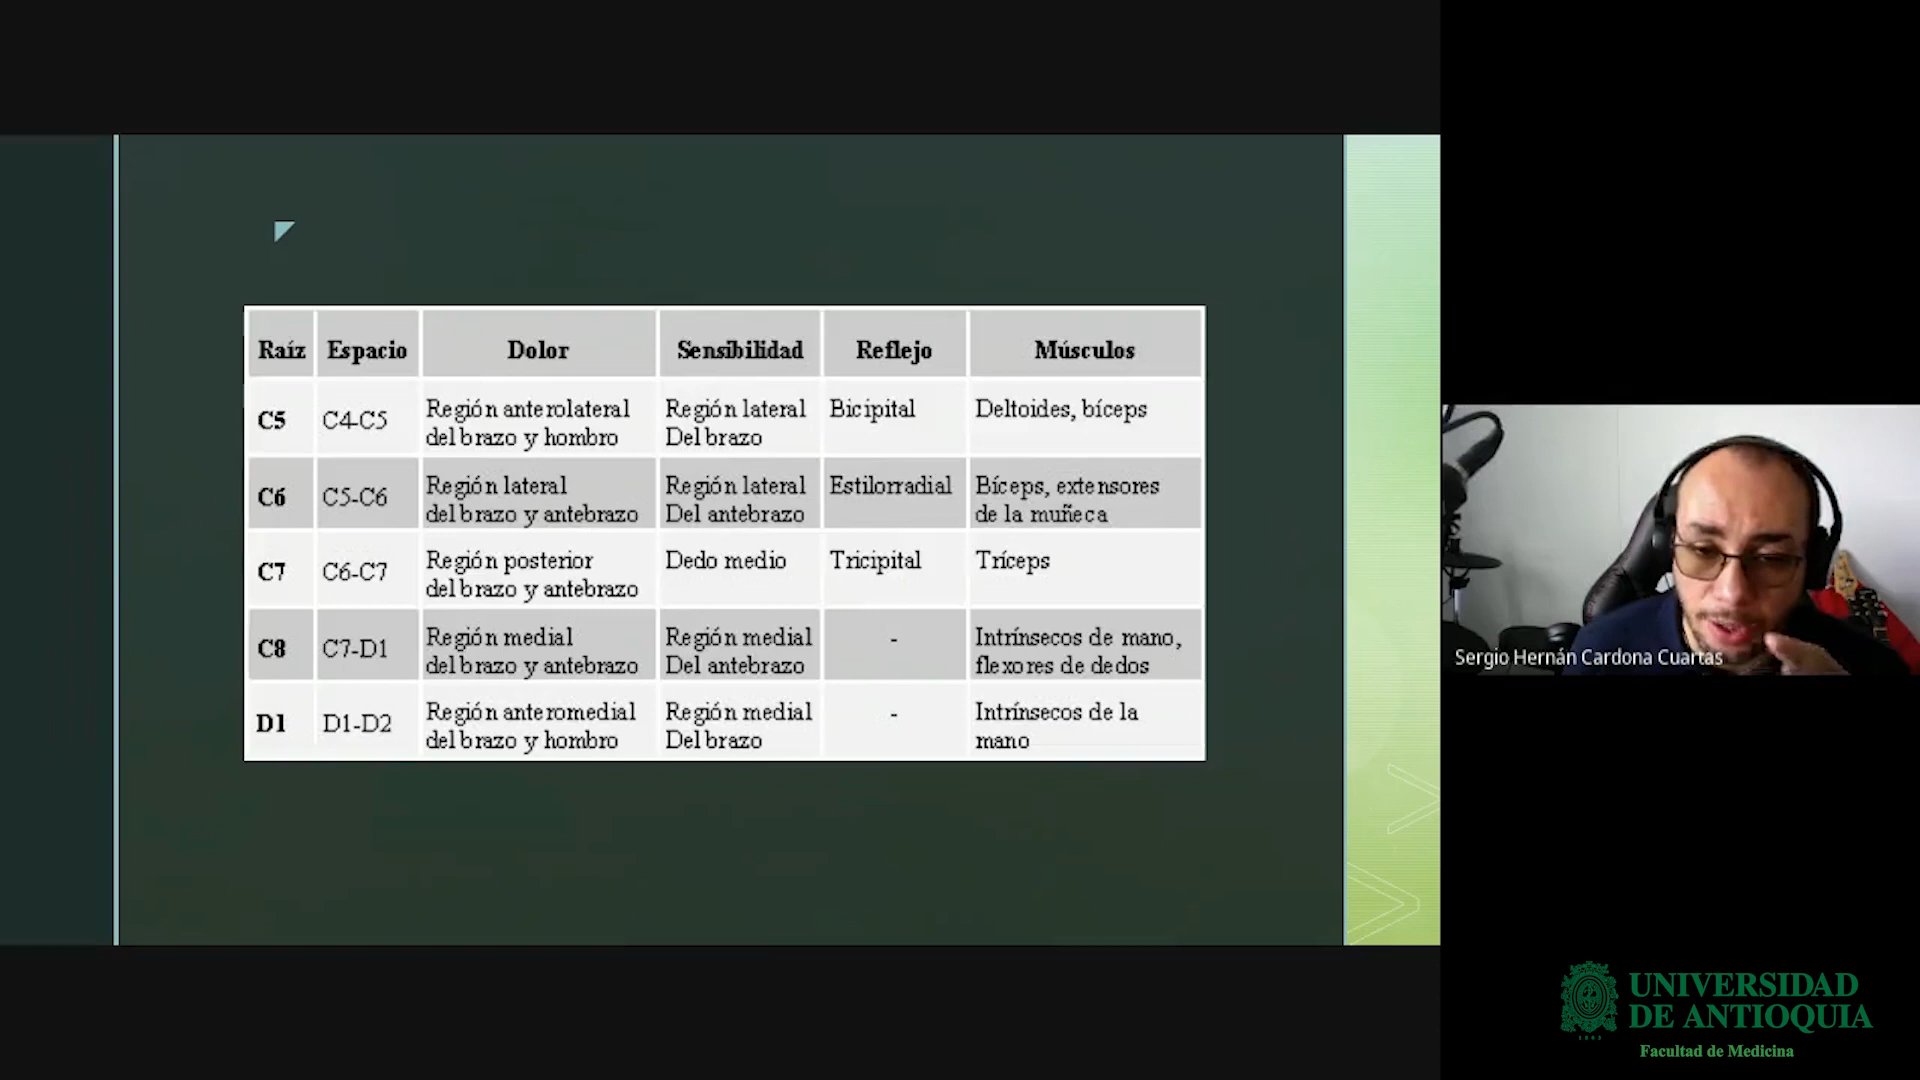 Raíz Espacio Dolor Sensibilidad Reflejo Músculos
C5 C4-C5 Región anterolateral del brazo y hombro Región lateral Del brazo Bicipital Deltoides, bíceps
C6 C5-C6 Región lateral del brazo y antebrazo Región lateral Del antebrazo Estilorradial Bíceps, extensores de la muñeca
C7 C6-C7 Región posterior del brazo y antebrazo Dedo medio Tricipital Tríceps
C8 C7-D1 Región medial del brazo y antebrazo Región medial Del antebrazo - Intrínsecos de mano, flexores de dedos
D1 D1-D2 Región anteromedial del brazo y hombro Región medial Del brazo - Intrínsecos de la mano
Sergio Hernán Cardona Cuartas
UNIVERSIDAD
DE ANTIOQUIA
1803
Facultad de Medicina